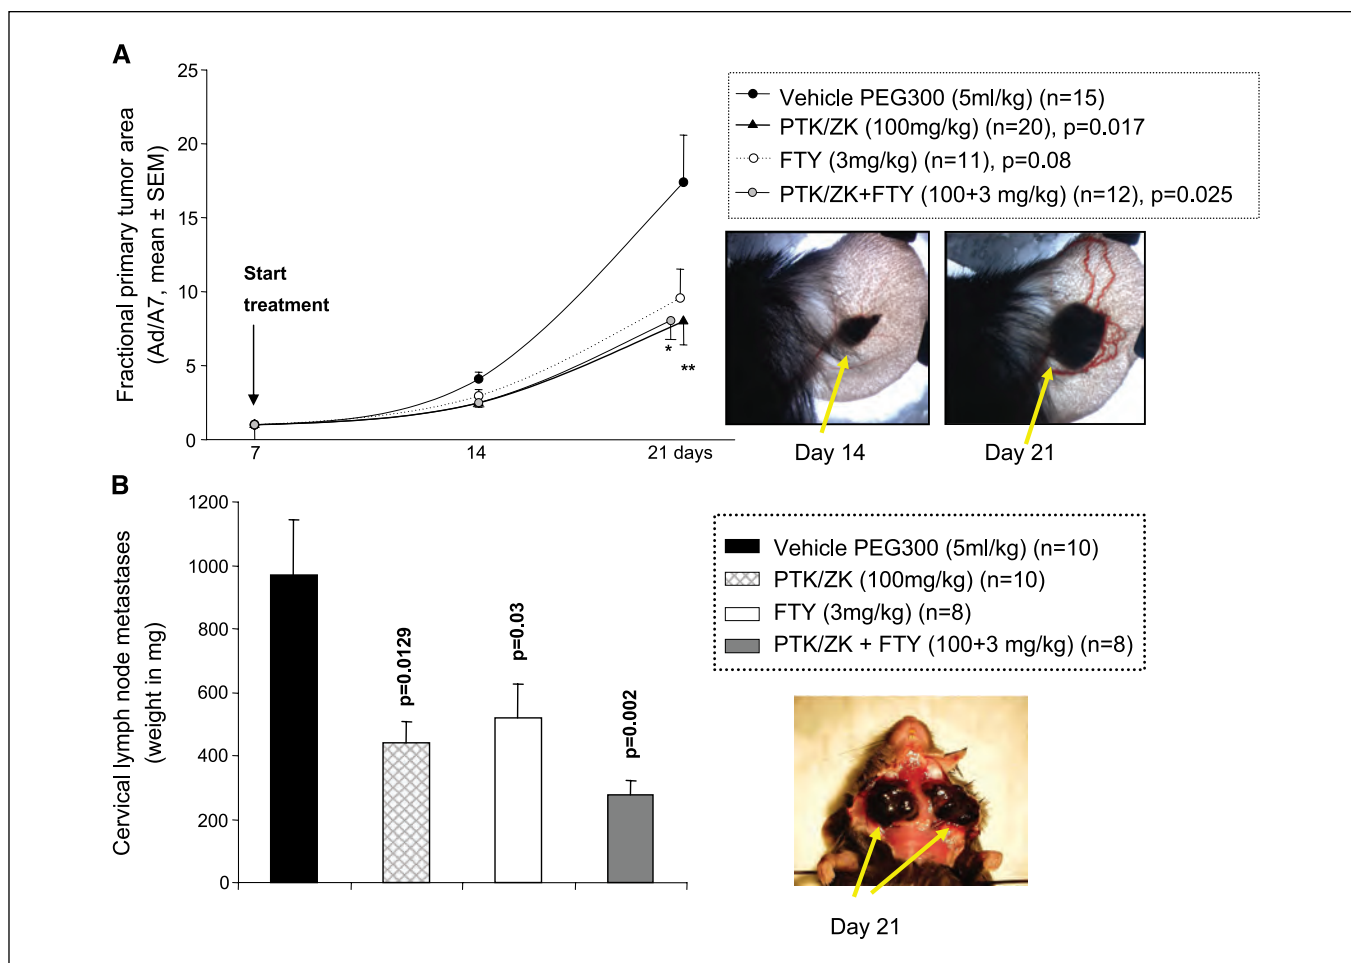 A
25
20
15
10
5
0
Fractional primary tumor area
(Ad/A7, mean ± SEM)
Start
treatment
*
**
7
14
21 days
Vehicle PEG300 (5ml/kg) (n=15)
PTK/ZK (100mg/kg) (n=20), p=0.017
FTY (3mg/kg) (n=11), p=0.08
PTK/ZK+FTY (100+3 mg/kg) (n=12), p=0.025
Day 14
Day 21
B
1200
1000
800
600
400
200
0
Cervical lymph node metastases
(weight in mg)
p=0.0129
p=0.03
p=0.002
Vehicle PEG300 (5ml/kg) (n=10)
PTK/ZK (100mg/kg) (n=10)
FTY (3mg/kg) (n=8)
PTK/ZK + FTY (100+3 mg/kg) (n=8)
Day 21